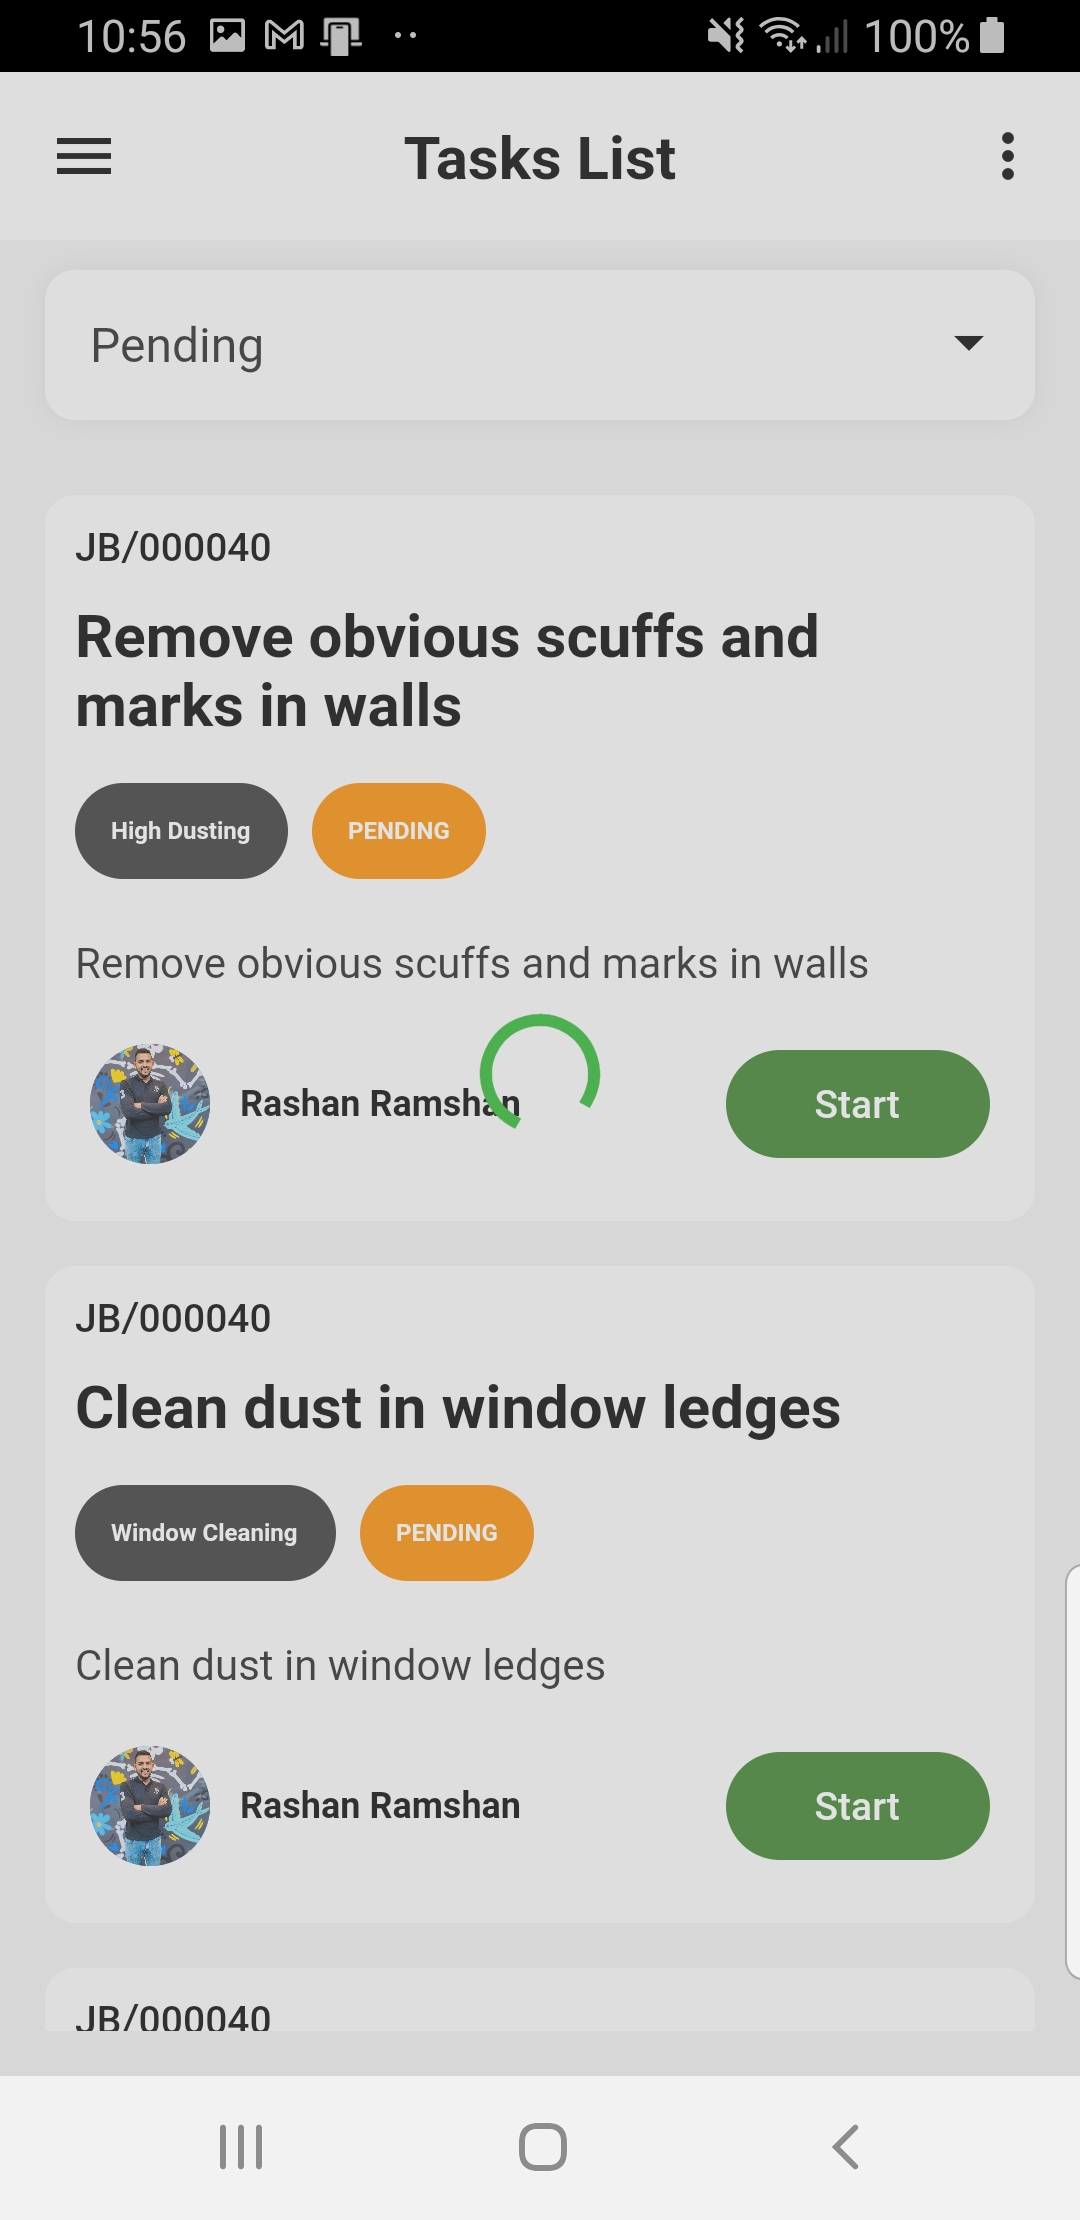 10:56
100%
Tasks List
Pending
JB/000040
Remove obvious scuffs and
marks in walls
High Dusting
PENDING
Remove obvious scuffs and marks in walls
Rashan Ramshan
Start
JB/000040
Clean dust in window ledges
Window Cleaning
PENDING
Clean dust in window ledges
Rashan Ramshan
Start
JB/000040